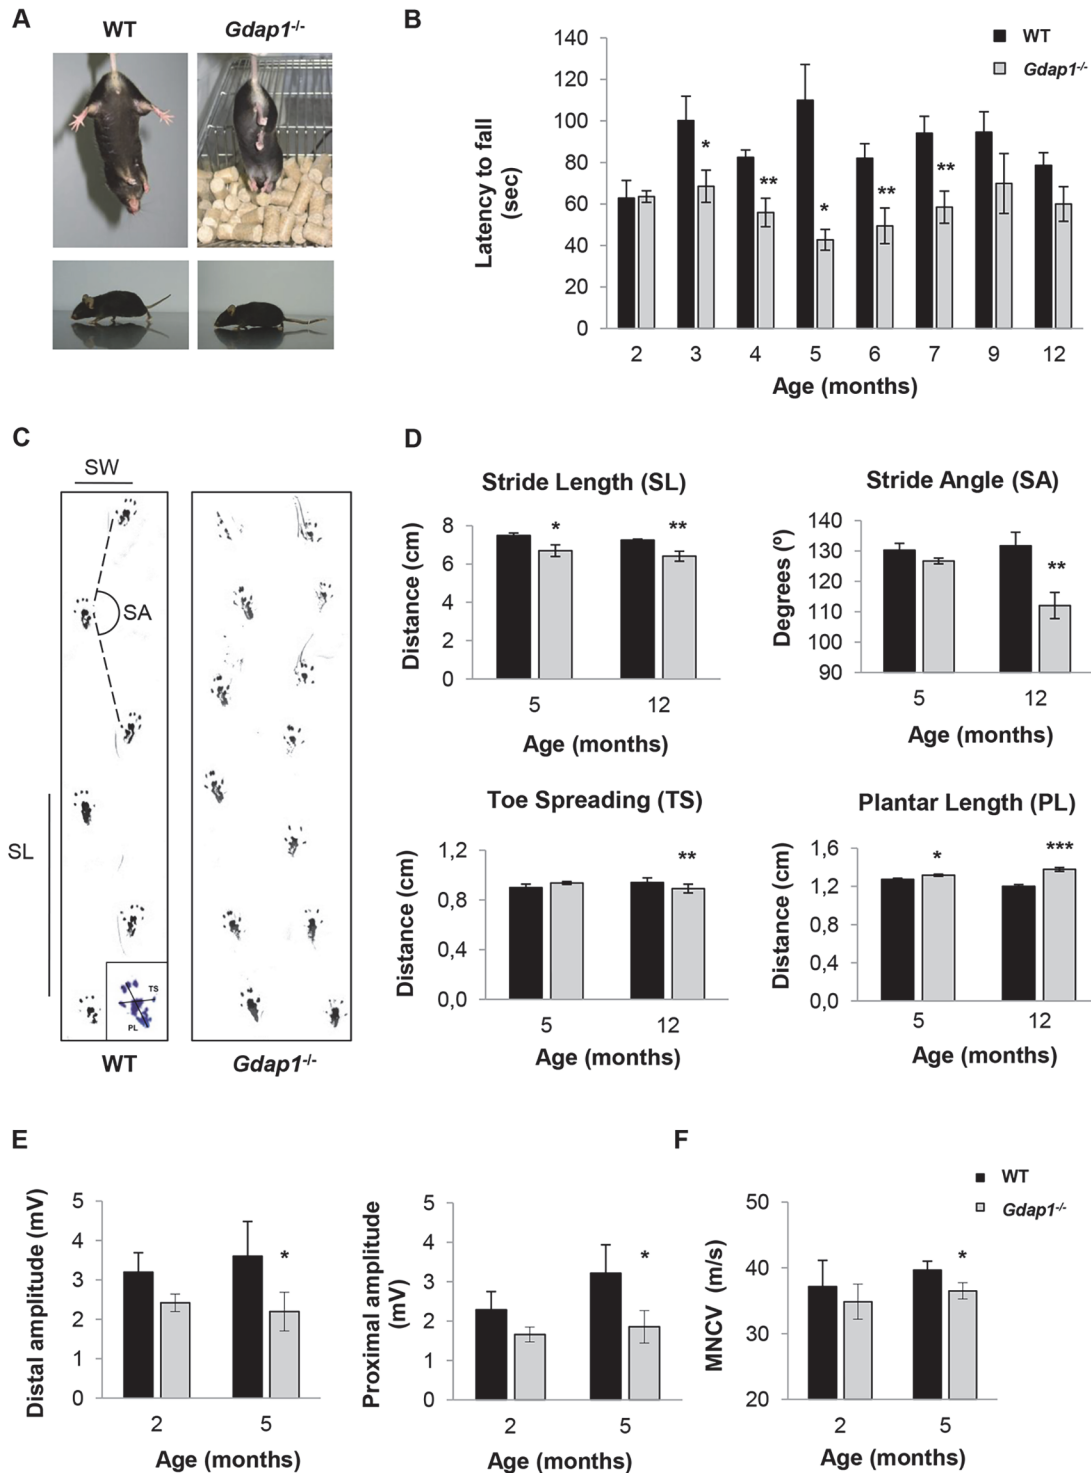 A
WT
Gdap1-/-
B
140
120
100
80
60
40
20
0
Latency to fall
(sec)
WT
Gdap1-/-
*
**
*
**
**
2 3 4 5 6 7 9 12
Age (months)
C
SW
SA
SL
TS
PL
WT
Gdap1-/-
D
Stride Length (SL)
8
6
4
2
0
Distance (cm)
*
**
5 12
Age (months)
Stride Angle (SA)
140
130
120
110
100
90
Degrees (º)
**
5 12
Age (months)
Toe Spreading (TS)
1,2
0,8
0,4
0,0
Distance (cm)
**
5 12
Age (months)
Plantar Length (PL)
1,6
1,2
0,8
0,4
0,0
Distance (cm)
*
***
5 12
Age (months)
E
5
4
3
2
1
0
Distal amplitude (mV)
*
2 5
Age (months)
5
4
3
2
1
0
Proximal amplitude
(mV)
*
2 5
Age (months)
F
WT
Gdap1-/-
50
40
30
20
MNCV (m/s)
*
2 5
Age (months)